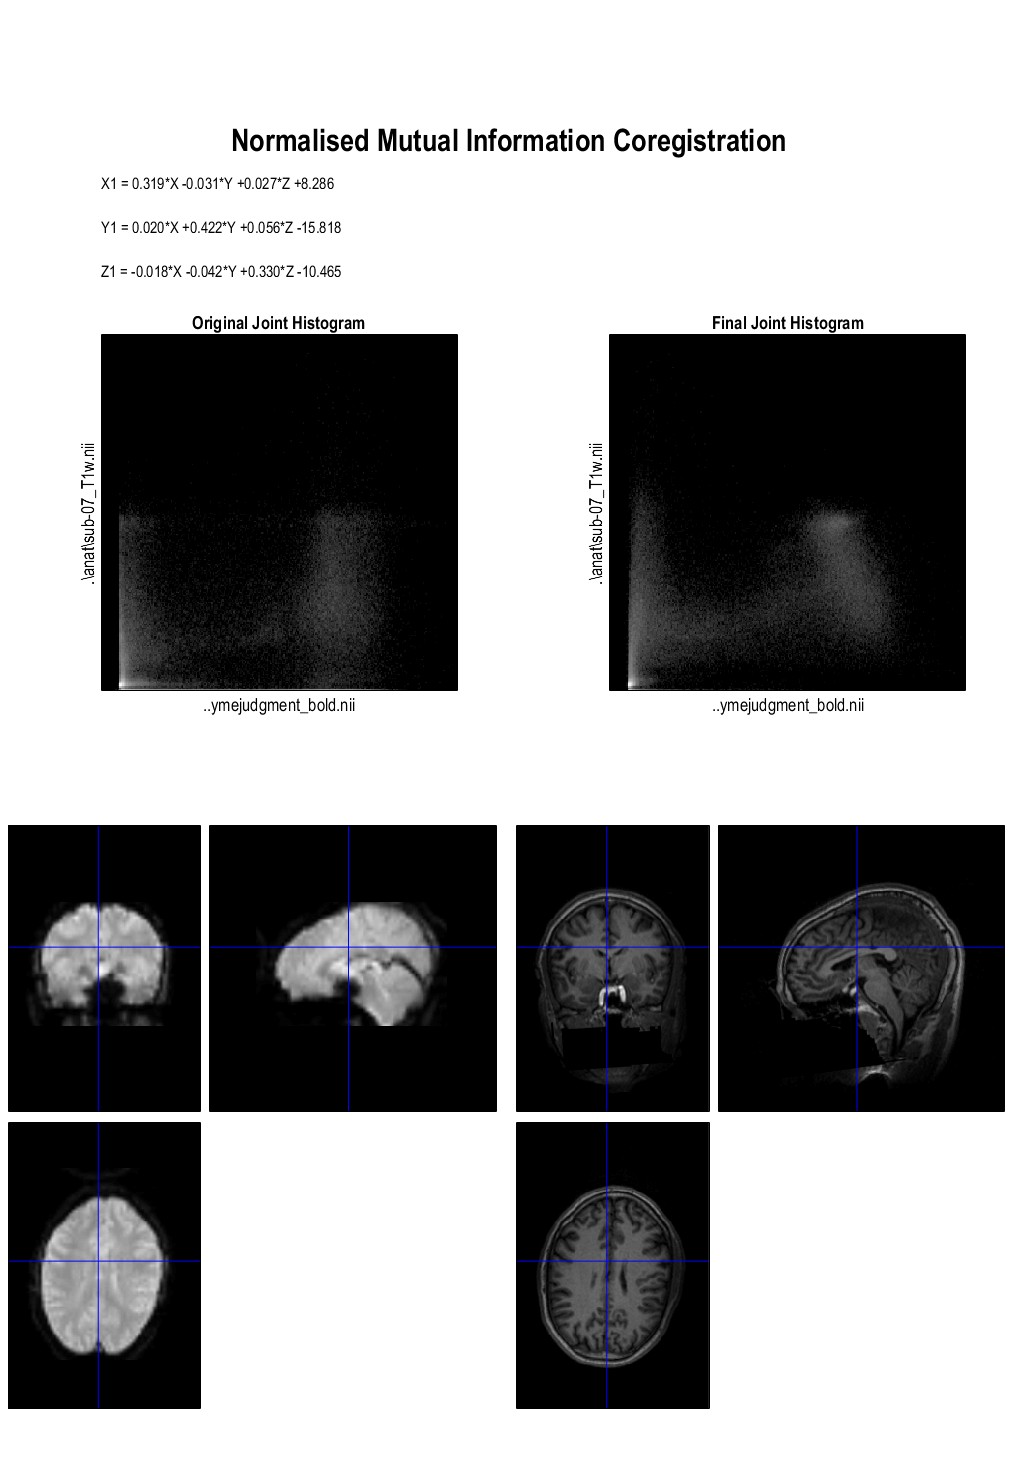 Normalised Mutual Information Coregistration
X1 = 0.319*X -0.031*Y +0.027*Z +8.286
Y1 = 0.020*X +0.422*Y +0.056*Z -15.818
Z1 = -0.018*X -0.042*Y +0.330*Z -10.465
Original Joint Histogram
.\anat\sub-07_T1w.nii
..ymejudgment_bold.nii
Final Joint Histogram
.\anat\sub-07_T1w.nii
..ymejudgment_bold.nii